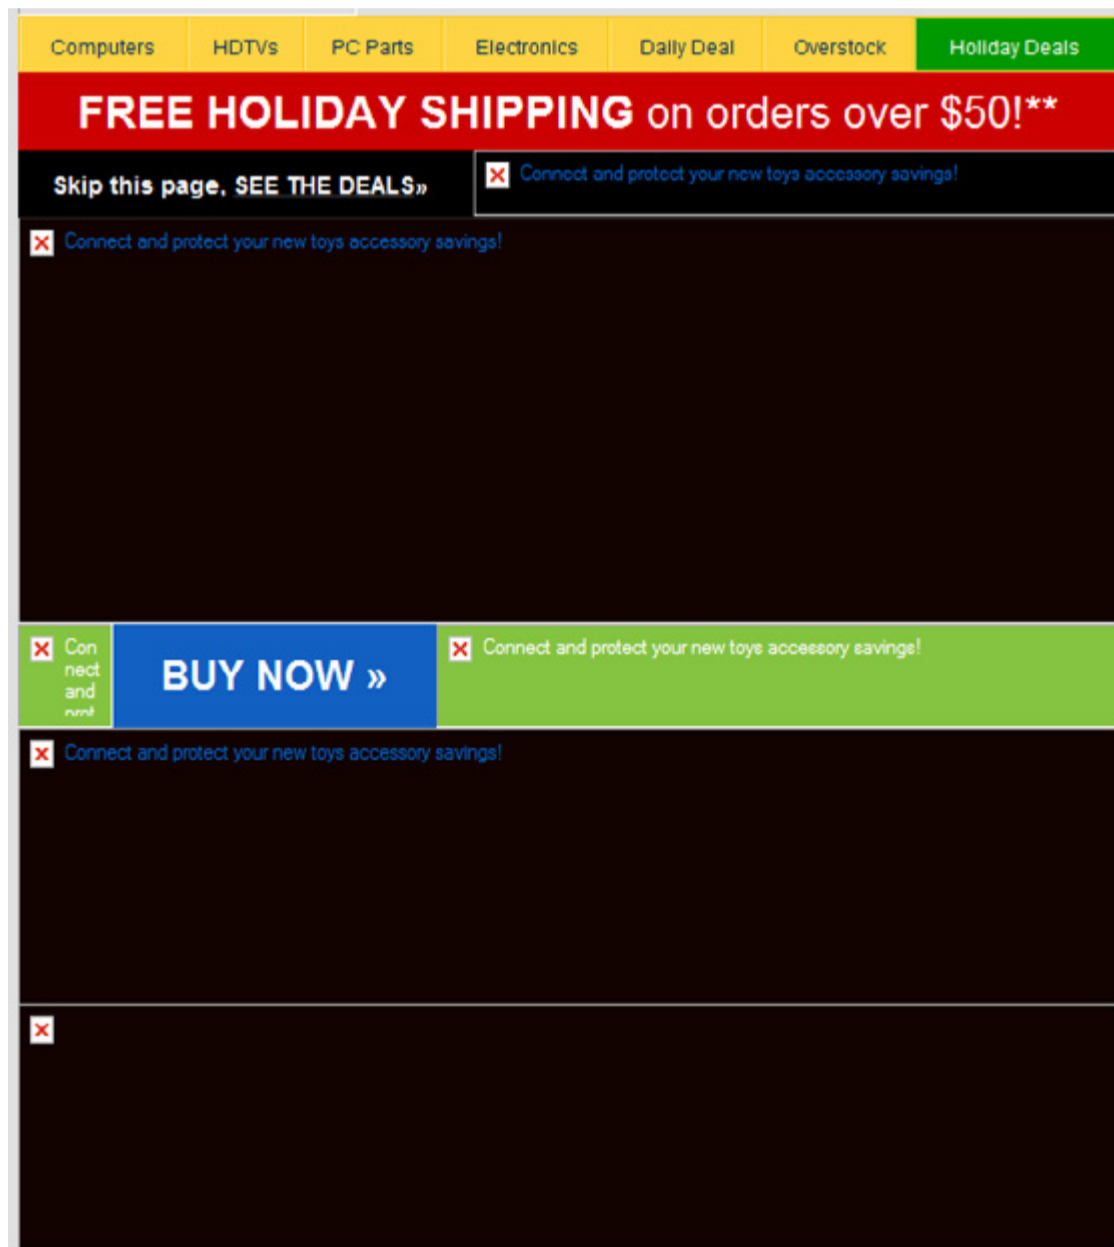 Computers HDTVs PC Parts Electronics Daily Deal Overstock Holiday Deals
FREE HOLIDAY SHIPPING on orders over $50!**
Skip this page, SEE THE DEALS»
Connect and protect your new toys accessory savings!
Connect and protect your new toys accessory savings!
Con
nect
and
prot
BUY NOW »
Connect and protect your new toys accessory savings!
Connect and protect your new toys accessory savings!